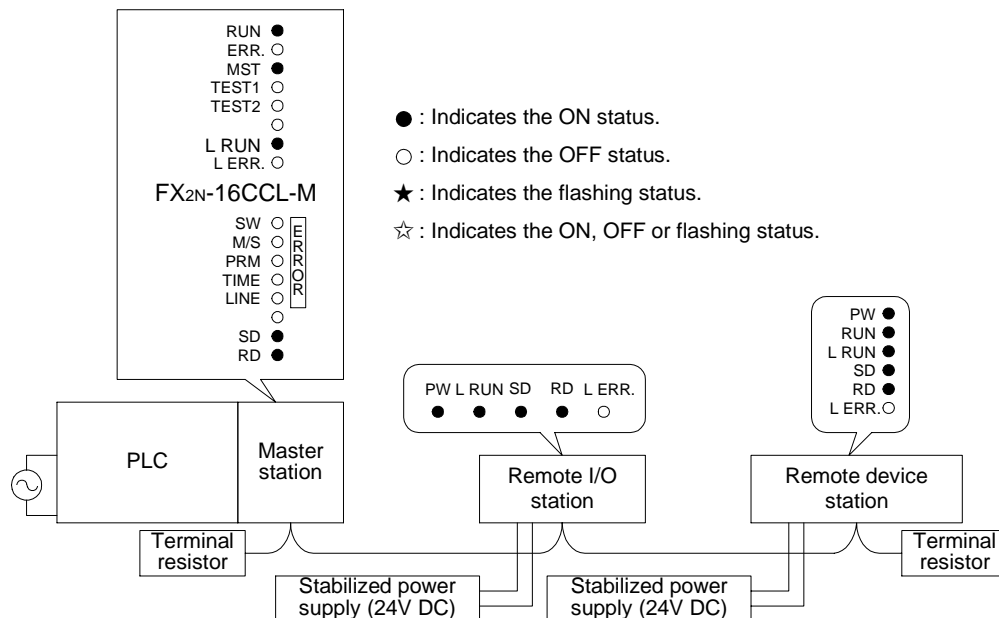 RUN ●
ERR. ○
MST ●
TEST1 ○
TEST2 ○
○
L RUN ●
L ERR. ○
FX2N-16CCL-M
SW ○
M/S ○
PRM ○
TIME ○
LINE ○
ERROR
○
SD ●
RD ●
● : Indicates the ON status.
○ : Indicates the OFF status.
★ : Indicates the flashing status.
☆ : Indicates the ON, OFF or flashing status.
PW ●
RUN ●
L RUN ●
SD ●
RD ●
L ERR. ○
PW L RUN SD RD L ERR.
● ● ● ● ○
PLC
Master
station
Remote I/O
station
Remote device
station
Terminal
resistor
Terminal
resistor
Stabilized power
supply (24V DC)
Stabilized power
supply (24V DC)